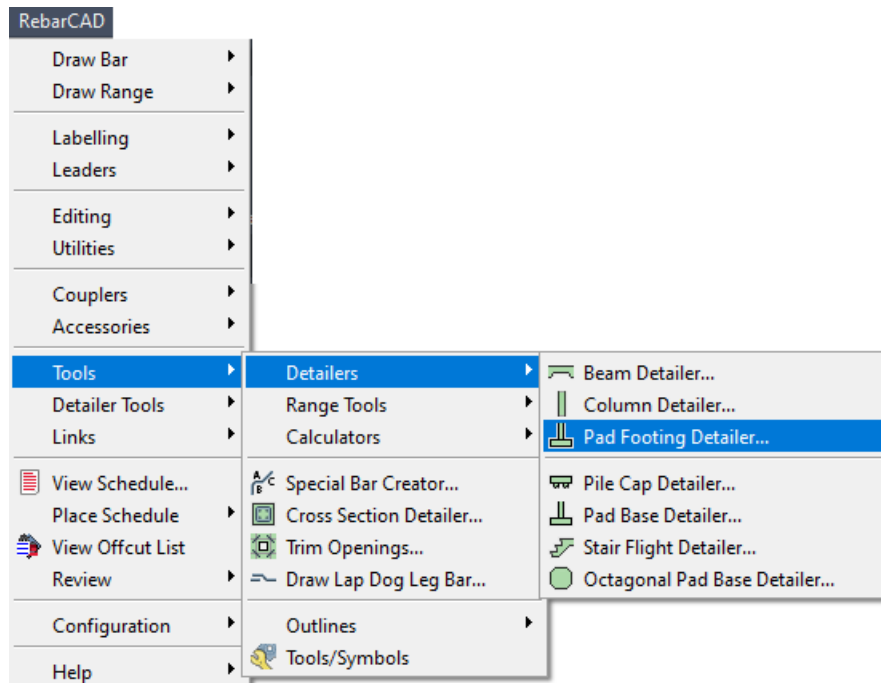 RebarCAD
Draw Bar
Draw Range
Labelling
Leaders
Editing
Utilities
Couplers
Accessories
Tools
Detailer Tools
Links
View Schedule...
Place Schedule
View Offcut List
Review
Configuration
Help
Detailers
Range Tools
Calculators
A/C
B
Special Bar Creator...
Cross Section Detailer...
Trim Openings...
Draw Lap Dog Leg Bar...
Outlines
Tools/Symbols
Beam Detailer...
Column Detailer...
Pad Footing Detailer...
Pile Cap Detailer...
Pad Base Detailer...
Stair Flight Detailer...
Octagonal Pad Base Detailer...